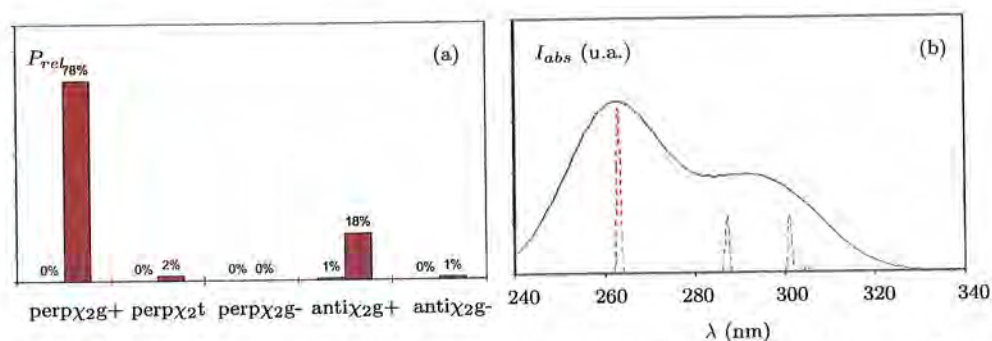 P_rel
(a)
78%
0%
0%
2%
0%
0%
1%
18%
0%
1%
perpχ₂g+
perpχ₂t
perpχ₂g-
antiχ₂g+
antiχ₂g-
I_abs (u.a.)
(b)
240
260
280
300
320
340
λ (nm)